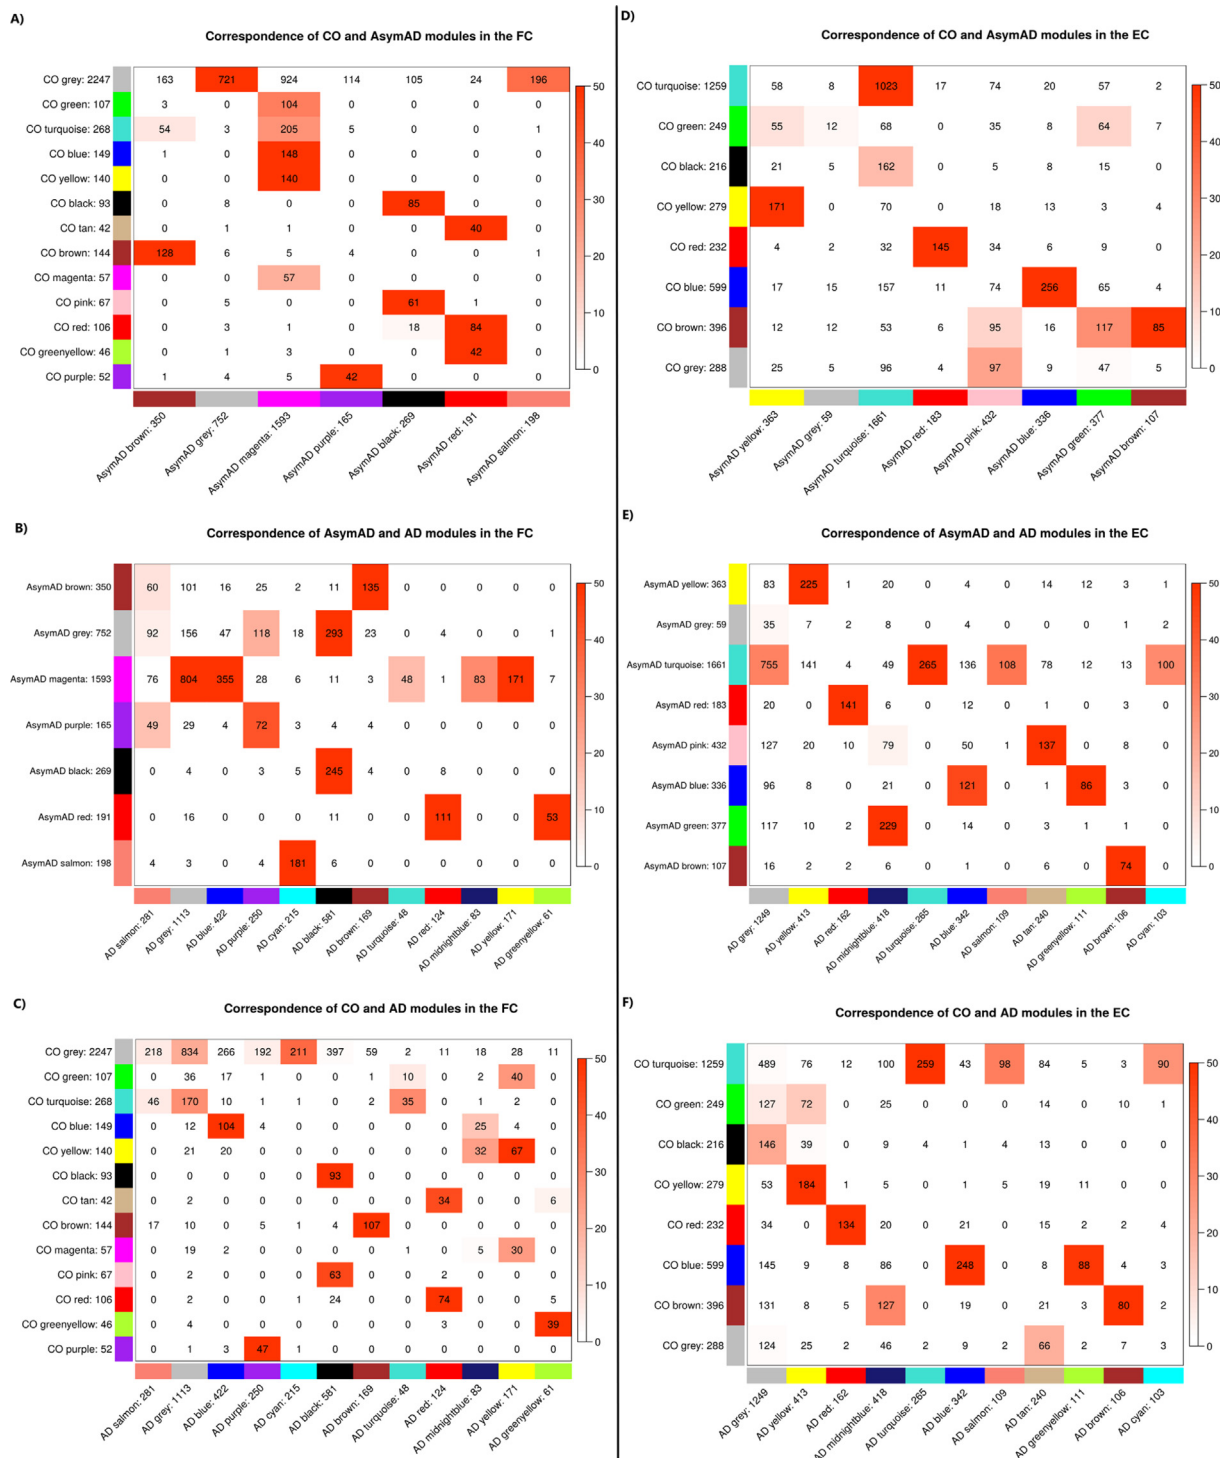 A)
Correspondence of CO and AsymAD modules in the FC
CO grey: 2247 163 721 924 114 105 24 196
CO green: 107 3 0 104 0 0 0 0
CO turquoise: 268 54 3 205 5 0 0 1
CO blue: 149 1 0 148 0 0 0 0
CO yellow: 140 0 0 140 0 0 0 0
CO black: 93 0 8 0 0 85 0 0
CO tan: 42 0 1 1 0 0 40 0
CO brown: 144 128 6 5 4 0 0 1
CO magenta: 57 0 0 57 0 0 0 0
CO pink: 67 0 5 0 0 61 1 0
CO red: 106 0 3 1 0 18 84 0
CO greenyellow: 46 0 1 3 0 0 42 0
CO purple: 52 1 4 5 42 0 0 0
50
40
30
20
10
0
AsymAD brown: 350
AsymAD grey: 752
AsymAD magenta: 1593
AsymAD purple: 165
AsymAD black: 269
AsymAD red: 191
AsymAD salmon: 198
B)
Correspondence of AsymAD and AD modules in the FC
AsymAD brown: 350 60 101 16 25 2 11 135 0 0 0 0 0
AsymAD grey: 752 92 156 47 118 18 293 23 0 4 0 0 1
AsymAD magenta: 1593 76 804 355 28 6 11 3 48 1 83 171 7
AsymAD purple: 165 49 29 4 72 3 4 4 0 0 0 0 0
AsymAD black: 269 0 4 0 3 5 245 4 0 8 0 0 0
AsymAD red: 191 0 16 0 0 0 11 0 0 111 0 0 53
AsymAD salmon: 198 4 3 0 4 181 6 0 0 0 0 0 0
50
40
30
20
10
0
AD salmon: 281
AD grey: 1113
AD blue: 422
AD purple: 250
AD cyan: 215
AD black: 581
AD brown: 169
AD turquoise: 48
AD red: 124
AD midnightblue: 83
AD yellow: 171
AD greenyellow: 61
C)
Correspondence of CO and AD modules in the FC
CO grey: 2247 218 834 266 192 211 397 59 2 11 18 28 11
CO green: 107 0 36 17 1 0 0 1 10 0 2 40 0
CO turquoise: 268 46 170 10 1 1 0 2 35 0 1 2 0
CO blue: 149 0 12 104 4 0 0 0 0 0 25 4 0
CO yellow: 140 0 21 20 0 0 0 0 0 0 32 67 0
CO black: 93 0 0 0 0 0 93 0 0 0 0 0 0
CO tan: 42 0 2 0 0 0 0 0 0 34 0 0 6
CO brown: 144 17 10 0 5 1 4 107 0 0 0 0 0
CO magenta: 57 0 19 2 0 0 0 0 1 0 5 30 0
CO pink: 67 0 2 0 0 0 63 0 0 2 0 0 0
CO red: 106 0 2 0 0 1 24 0 0 74 0 0 5
CO greenyellow: 46 0 4 0 0 0 0 0 0 3 0 0 39
CO purple: 52 0 1 3 47 1 0 0 0 0 0 0 0
50
40
30
20
10
0
AD salmon: 281
AD grey: 1113
AD blue: 422
AD purple: 250
AD cyan: 215
AD black: 581
AD brown: 169
AD turquoise: 48
AD red: 124
AD midnightblue: 83
AD yellow: 171
AD greenyellow: 61
D)
Correspondence of CO and AsymAD modules in the EC
CO turquoise: 1259 58 8 1023 17 74 20 57 2
CO green: 249 55 12 68 0 35 8 64 7
CO black: 216 21 5 162 0 5 8 15 0
CO yellow: 279 171 0 70 0 18 13 3 4
CO red: 232 4 2 32 145 34 6 9 0
CO blue: 599 17 15 157 11 74 256 65 4
CO brown: 396 12 12 53 6 95 16 117 85
CO grey: 288 25 5 96 4 97 9 47 5
50
40
30
20
10
0
AsymAD yellow: 363
AsymAD grey: 59
AsymAD turquoise: 1661
AsymAD red: 183
AsymAD pink: 432
AsymAD blue: 336
AsymAD green: 377
AsymAD brown: 107
E)
Correspondence of AsymAD and AD modules in the EC
AsymAD yellow: 363 83 225 1 20 0 4 0 14 12 3 1
AsymAD grey: 59 35 7 2 8 0 4 0 0 0 1 2
AsymAD turquoise: 1661 755 141 4 49 265 136 108 78 12 13 100
AsymAD red: 183 20 0 141 6 0 12 0 1 0 3 0
AsymAD pink: 432 127 20 10 79 0 50 1 137 0 8 0
AsymAD blue: 336 96 8 0 21 0 121 0 1 86 3 0
AsymAD green: 377 117 10 2 229 0 14 0 3 1 1 0
AsymAD brown: 107 16 2 2 6 0 1 0 6 0 74 0
50
40
30
20
10
0
AD grey: 1249
AD yellow: 413
AD red: 162
AD midnightblue: 418
AD turquoise: 265
AD blue: 342
AD salmon: 109
AD tan: 240
AD greenyellow: 111
AD brown: 106
AD cyan: 103
F)
Correspondence of CO and AD modules in the EC
CO turquoise: 1259 489 76 12 100 259 43 98 84 5 3 90
CO green: 249 127 72 0 25 0 0 0 14 0 10 1
CO black: 216 146 39 0 9 4 1 4 13 0 0 0
CO yellow: 279 53 184 1 5 0 1 5 19 11 0 0
CO red: 232 34 0 134 20 0 21 0 15 2 2 4
CO blue: 599 145 9 8 86 0 248 0 8 88 4 3
CO brown: 396 131 8 5 127 0 19 0 21 3 80 2
CO grey: 288 124 25 2 46 2 9 2 66 2 7 3
50
40
30
20
10
0
AD grey: 1249
AD yellow: 413
AD red: 162
AD midnightblue: 418
AD turquoise: 265
AD blue: 342
AD salmon: 109
AD tan: 240
AD greenyellow: 111
AD brown: 106
AD cyan: 103